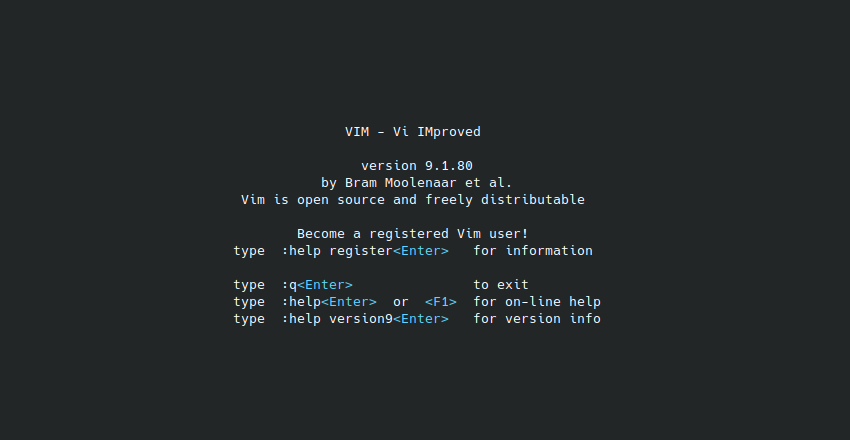 VIM - Vi IMproved
version 9.1.80
by Bram Moolenaar et al.
Vim is open source and freely distributable
Become a registered Vim user!
type  :help register<Enter>   for information
type  :q<Enter>               to exit
type  :help<Enter>  or  <F1>  for on-line help
type  :help version9<Enter>   for version info